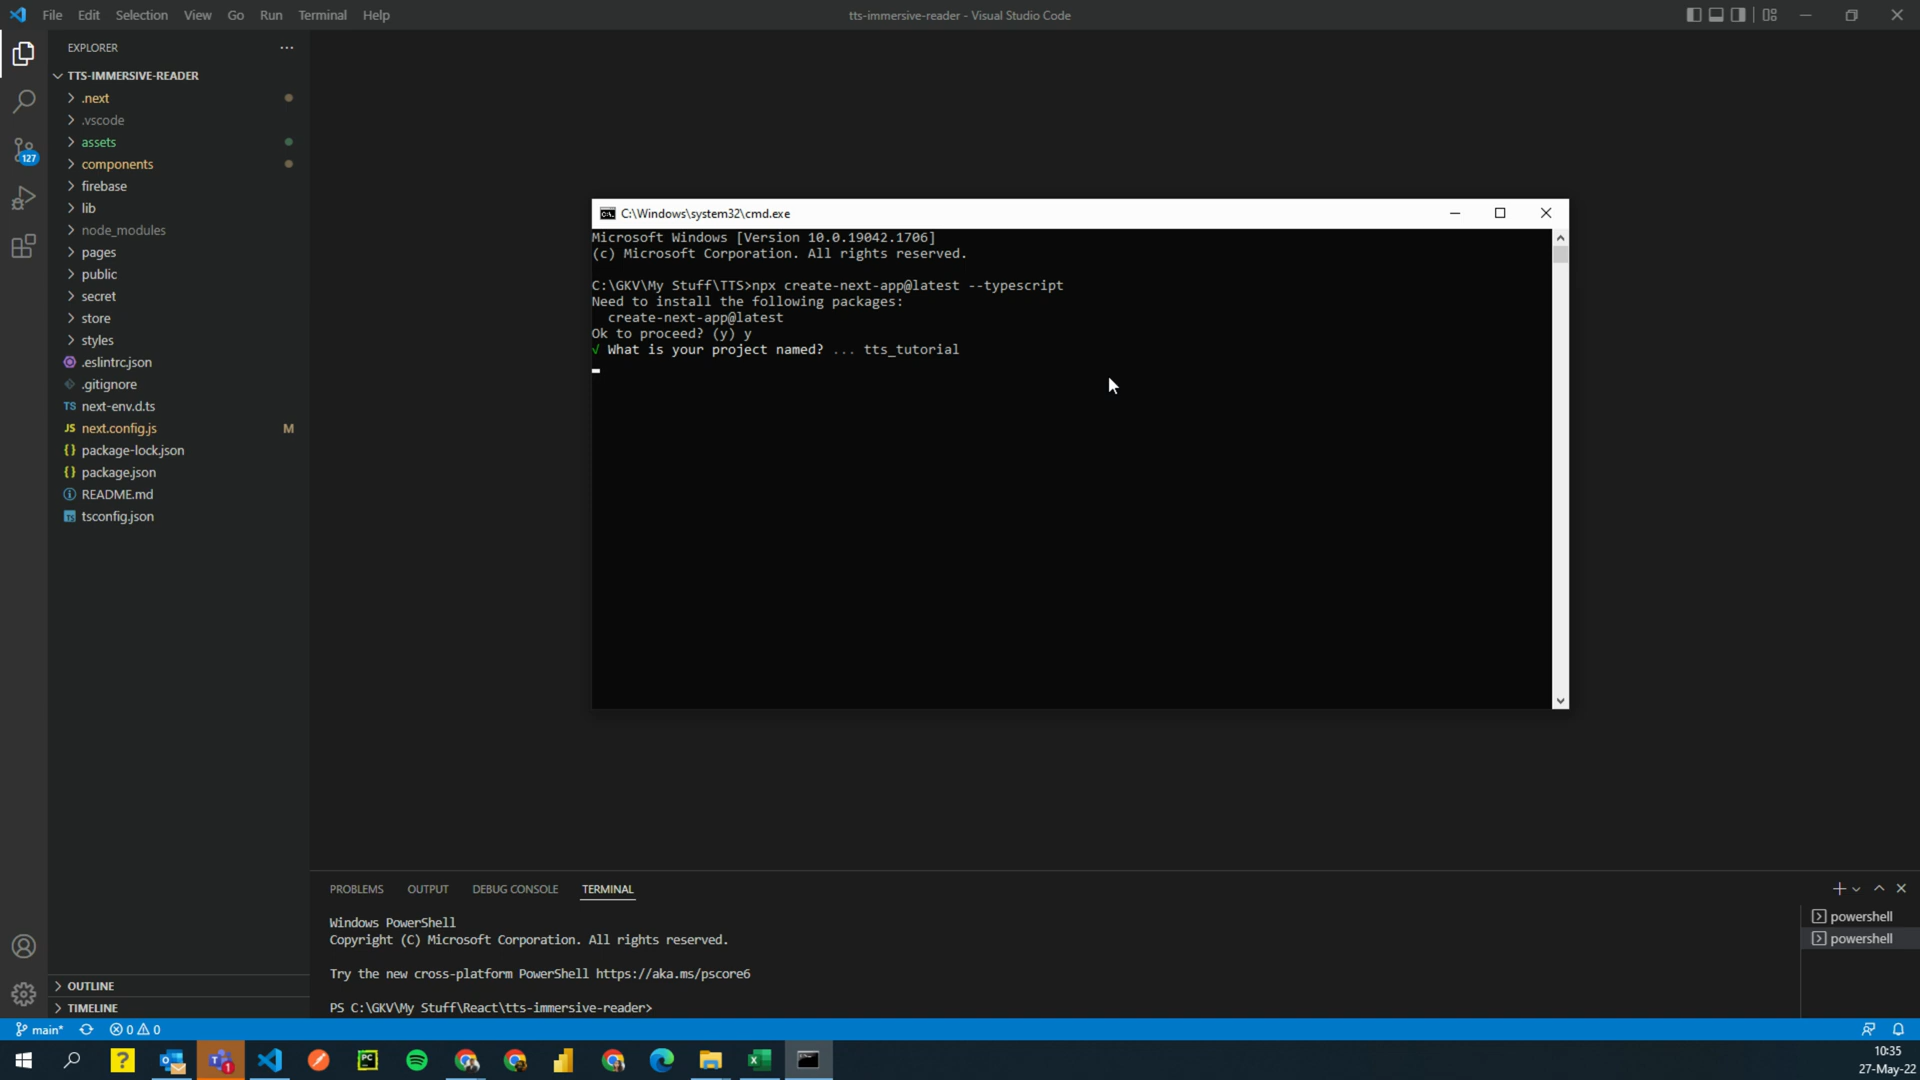 File Edit Selection View Go Run Terminal Help
tts-immersive-reader - Visual Studio Code
EXPLORER
TTS-IMMERSIVE-READER
.next
.vscode
assets
components
firebase
lib
node_modules
pages
public
secret
store
styles
.eslintrc.json
.gitignore
TS next-env.d.ts
JS next.config.js M
{} package-lock.json
{} package.json
README.md
TS tsconfig.json
127
OUTLINE
TIMELINE
C:\Windows\system32\cmd.exe
Microsoft Windows [Version 10.0.19042.1706]
(c) Microsoft Corporation. All rights reserved.
C:\GKV\My Stuff\TTS>npx create-next-app@latest --typescript
Need to install the following packages:
create-next-app@latest
Ok to proceed? (y) y
√ What is your project named? ... tts_tutorial
PROBLEMS OUTPUT DEBUG CONSOLE TERMINAL
Windows PowerShell
Copyright (C) Microsoft Corporation. All rights reserved.
Try the new cross-platform PowerShell https://aka.ms/pscore6
PS C:\GKV\My Stuff\React\tts-immersive-reader>
powershell
powershell
main* 0 0
? PC 1
10:35
27-May-22